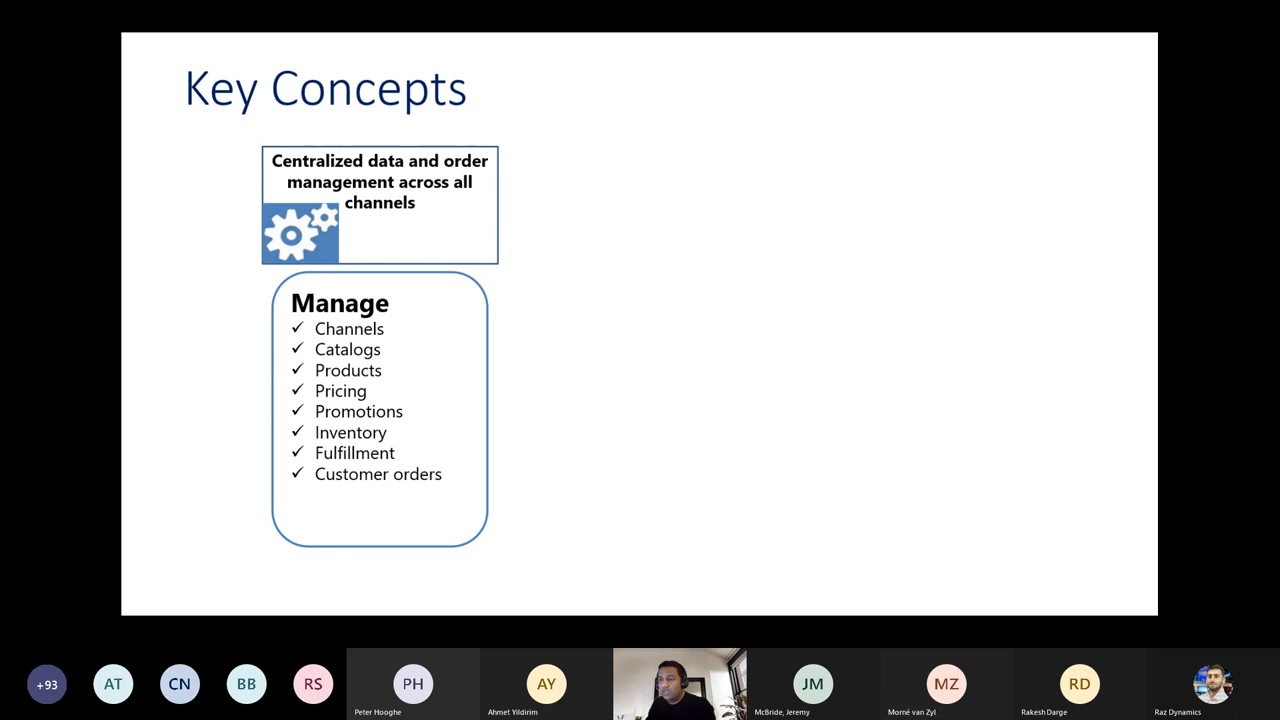 Key Concepts
Centralized data and order
management across all
channels
Manage
✓ Channels
✓ Catalogs
✓ Products
✓ Pricing
✓ Promotions
✓ Inventory
✓ Fulfillment
✓ Customer orders
+93
AT
CN
BB
RS
PH
AY
JM
MZ
RD
Peter Hooghe
Ahmet Yildirim
McBride, Jeremy
Morné van Zyl
Rakesh Darge
Raz Dynamics